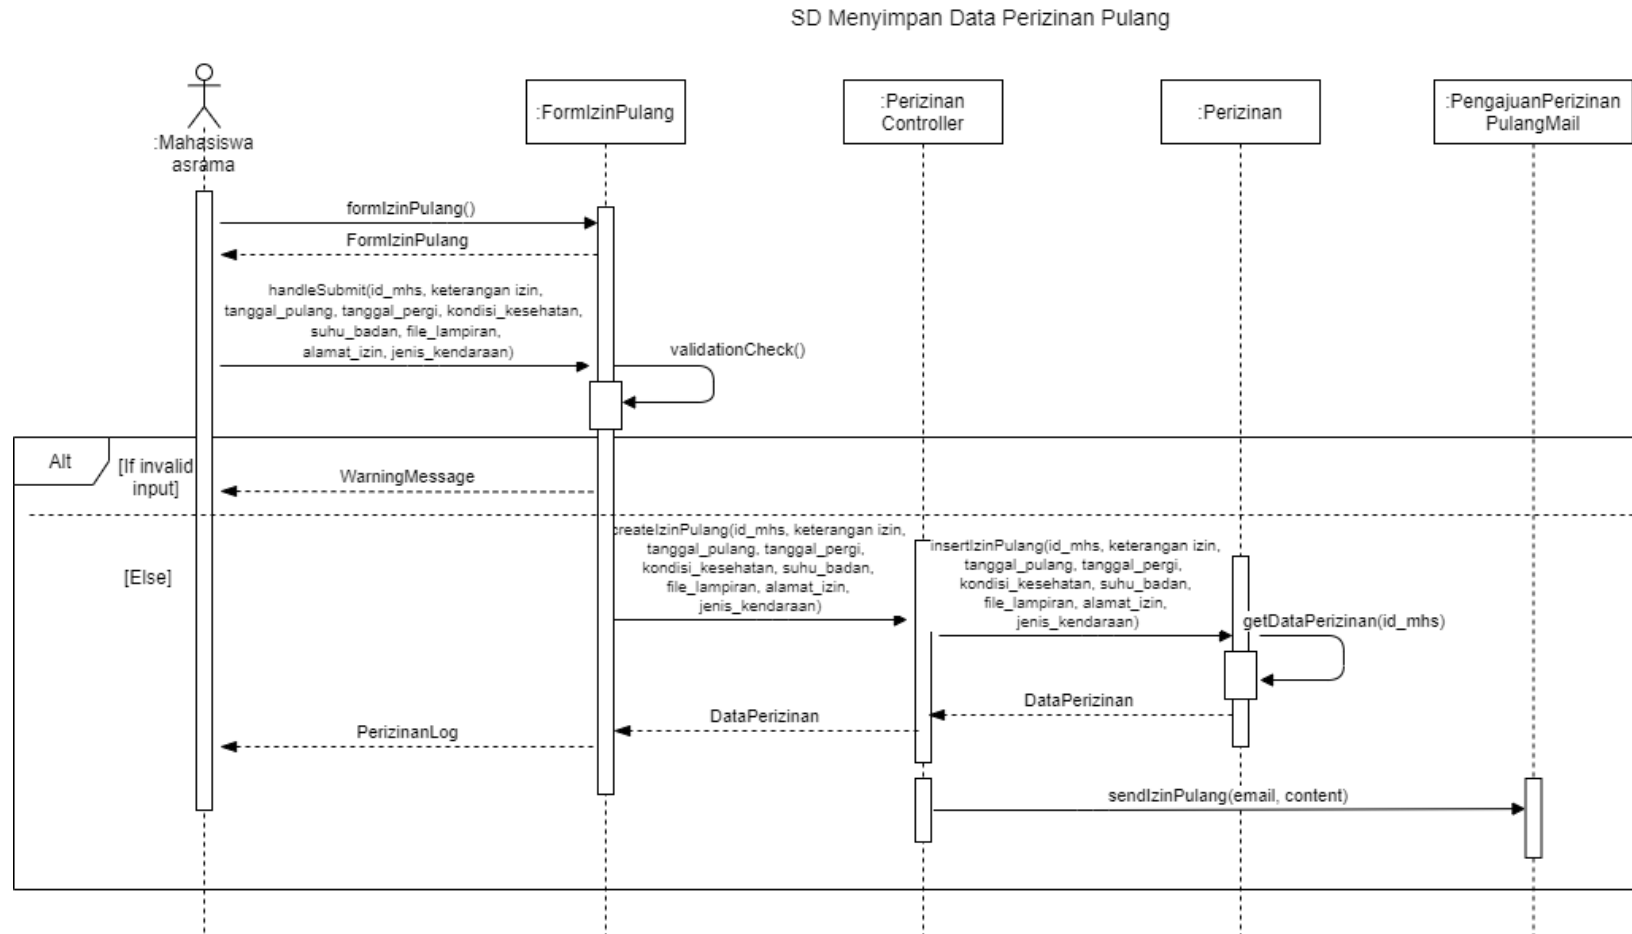 SD Menyimpan Data Perizinan Pulang
:Mahasiswa
asrama
:FormIzinPulang
:Perizinan
Controller
:Perizinan
:PengajuanPerizinan
PulangMail
formIzinPulang()
FormIzinPulang
handleSubmit(id_mhs, keterangan izin,
tanggal_pulang, tanggal_pergi, kondisi_kesehatan,
suhu_badan, file_lampiran,
alamat_izin, jenis_kendaraan)
validationCheck()
Alt
[If invalid
input]
WarningMessage
[Else]
createIzinPulang(id_mhs, keterangan izin,
tanggal_pulang, tanggal_pergi,
kondisi_kesehatan, suhu_badan,
file_lampiran, alamat_izin,
jenis_kendaraan)
insertIzinPulang(id_mhs, keterangan izin,
tanggal_pulang, tanggal_pergi,
kondisi_kesehatan, suhu_badan,
file_lampiran, alamat_izin,
jenis_kendaraan)
getDataPerizinan(id_mhs)
DataPerizinan
DataPerizinan
PerizinanLog
sendIzinPulang(email, content)